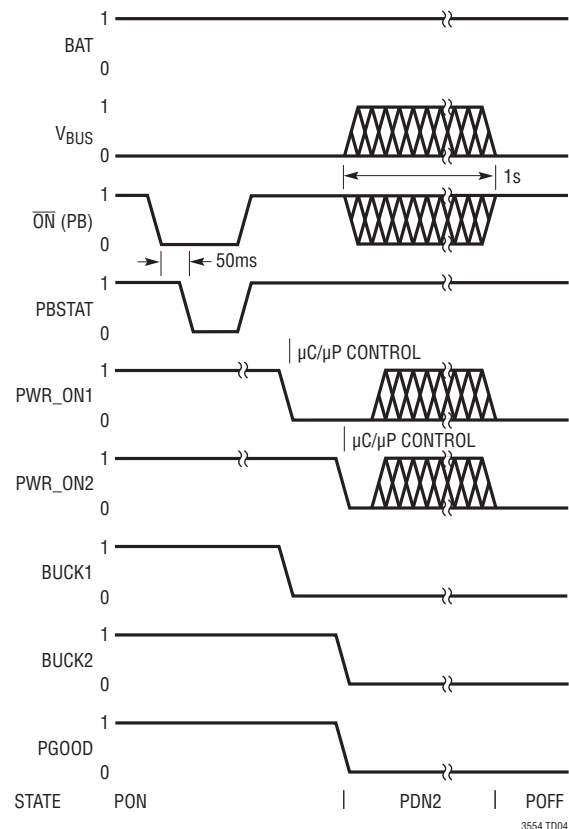 1
BAT
0
1
VBUS
0
1s
1
ON (PB)
0
50ms
1
PBSTAT
0
µC/µP CONTROL
1
PWR_ON1
0
µC/µP CONTROL
1
PWR_ON2
0
1
BUCK1
0
1
BUCK2
0
1
PGOOD
0
STATE PON PDN2 POFF
3554 TD04